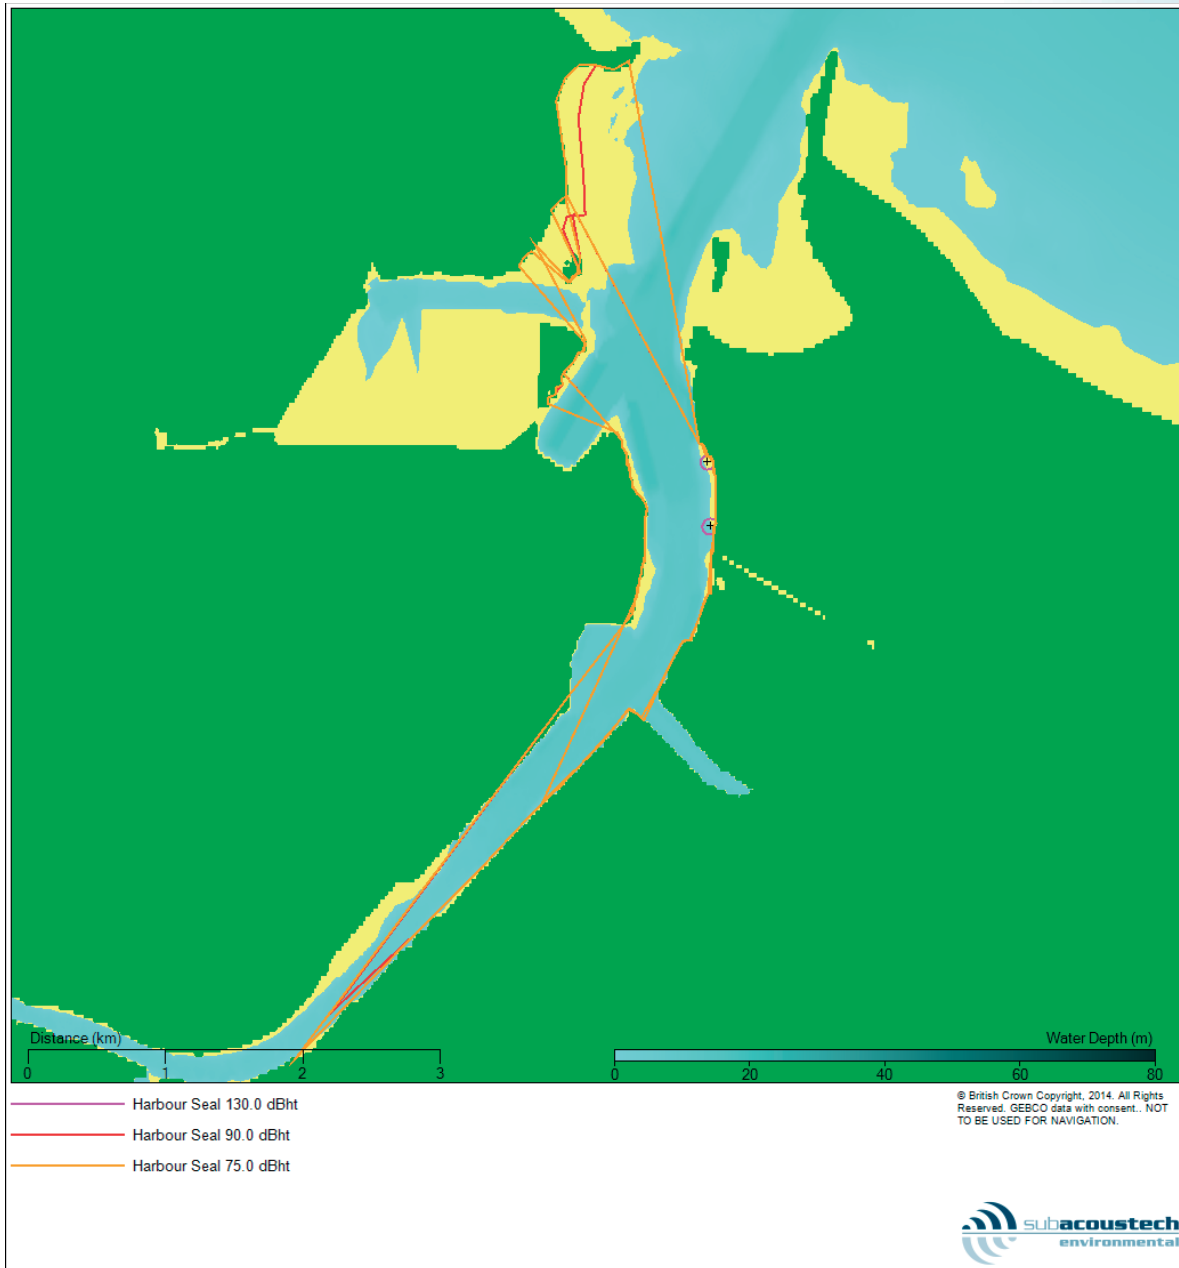 Distance (km)
0 1 2 3
Water Depth (m)
0 20 40 60 80
Harbour Seal 130.0 dBht
Harbour Seal 90.0 dBht
Harbour Seal 75.0 dBht
© British Crown Copyright, 2014. All Rights
Reserved. GEBCO data with consent.. NOT
TO BE USED FOR NAVIGATION.
subacoustech
environmental